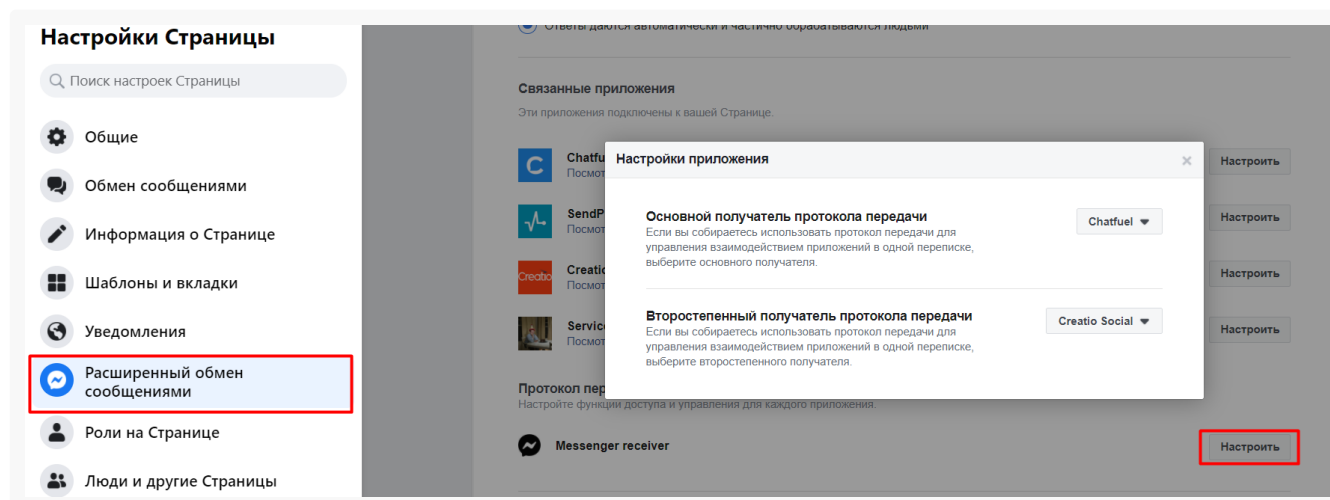 Настройки Страницы
Поиск настроек Страницы
Общие
Обмен сообщениями
Информация о Странице
Шаблоны и вкладки
Уведомления
Расширенный обмен
сообщениями
Роли на Странице
Люди и другие Страницы
Ответы даются автоматически и частично обрабатываются людьми
Связанные приложения
Эти приложения подключены к вашей Странице.
C
Chatfu
Посмот
Настроить
SendP
Посмот
Настроить
Creatio
Creatio
Посмот
Настроить
Servic
Посмот
Настроить
Настройки приложения
Основной получатель протокола передачи
Chatfuel
Если вы собираетесь использовать протокол передачи для
управления взаимодействием приложений в одной переписке,
выберите основного получателя.
Второстепенный получатель протокола передачи
Creatio Social
Если вы собираетесь использовать протокол передачи для
управления взаимодействием приложений в одной переписке,
выберите второстепенного получателя.
Протокол пер
Настройте функции доступа и управления для каждого приложения.
Messenger receiver
Настроить